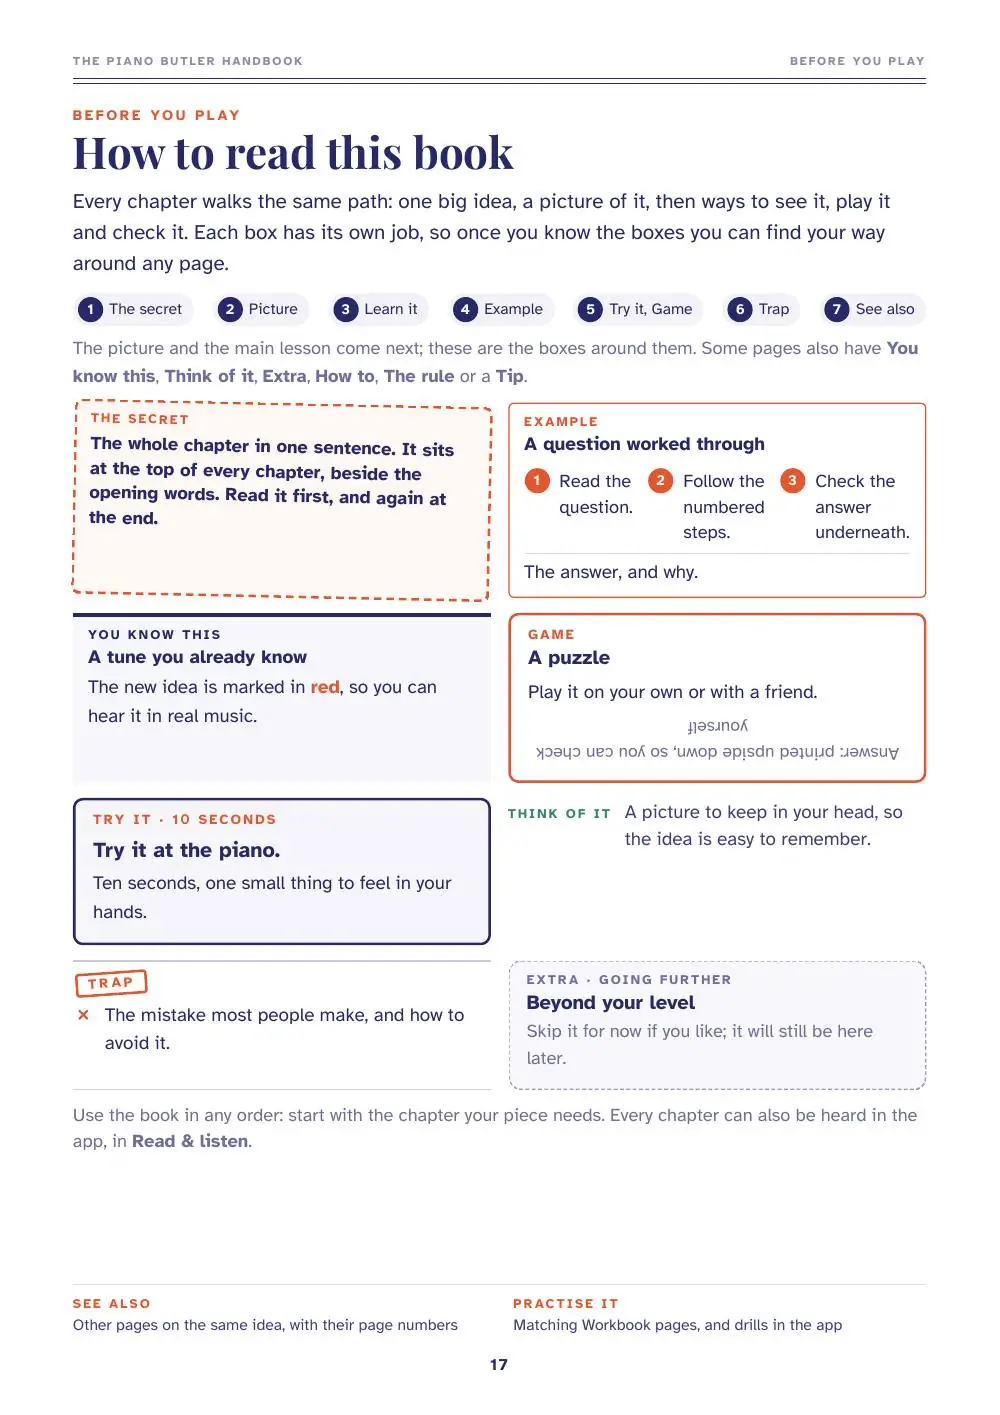 THE PIANO BUTLER HANDBOOK
BEFORE YOU PLAY
BEFORE YOU PLAY
How to read this book
Every chapter walks the same path: one big idea, a picture of it, then ways to see it, play it
and check it. Each box has its own job, so once you know the boxes you can find your way
around any page.
1 The secret
2 Picture
3 Learn it
4 Example
5 Try it, Game
6 Trap
7 See also
The picture and the main lesson come next; these are the boxes around them. Some pages also have You
know this, Think of it, Extra, How to, The rule or a Tip.
THE SECRET
The whole chapter in one sentence. It sits
at the top of every chapter, beside the
opening words. Read it first, and again at
the end.
EXAMPLE
A question worked through
1 Read the
question.
2 Follow the
numbered
steps.
3 Check the
answer
underneath.
The answer, and why.
YOU KNOW THIS
A tune you already know
The new idea is marked in red, so you can
hear it in real music.
GAME
A puzzle
Play it on your own or with a friend.
Answer: printed upside down, so you can check
yourself
TRY IT · 10 SECONDS
Try it at the piano.
Ten seconds, one small thing to feel in your
hands.
THINK OF IT
A picture to keep in your head, so
the idea is easy to remember.
TRAP
× The mistake most people make, and how to
avoid it.
EXTRA · GOING FURTHER
Beyond your level
Skip it for now if you like; it will still be here
later.
Use the book in any order: start with the chapter your piece needs. Every chapter can also be heard in the
app, in Read & listen.
SEE ALSO
Other pages on the same idea, with their page numbers
PRACTISE IT
Matching Workbook pages, and drills in the app
17